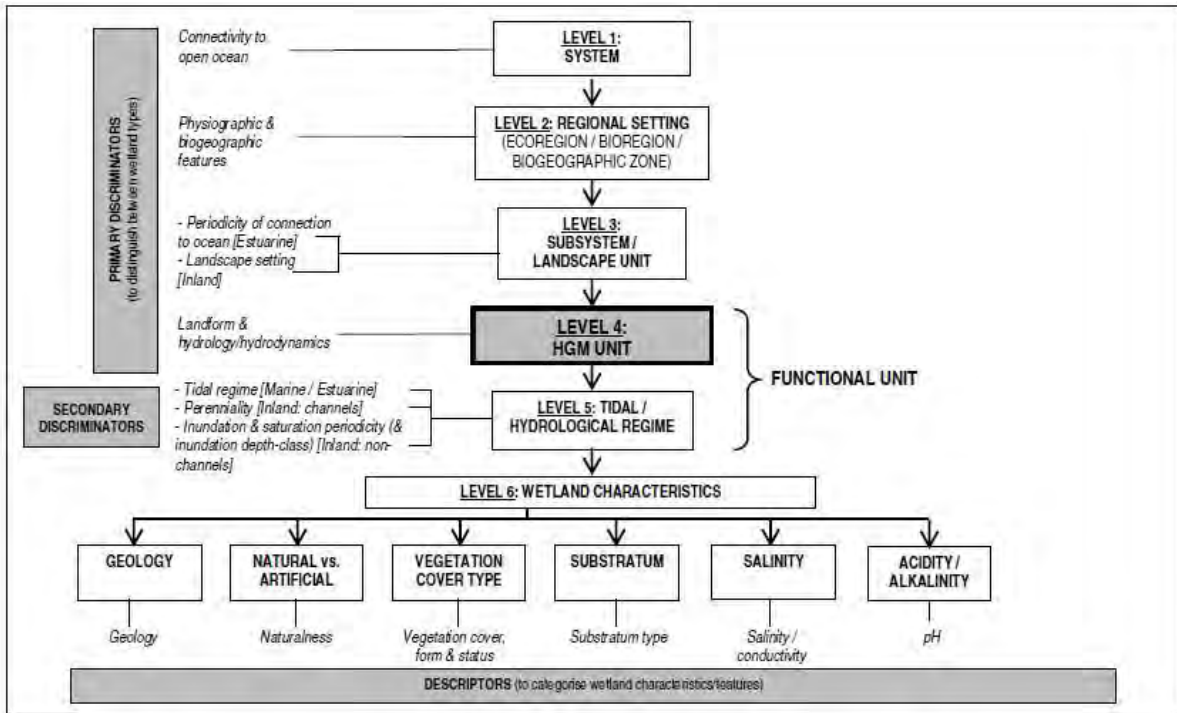 PRIMARY DISCRIMINATORS
(to distinguish between wetland types)
Connectivity to
open ocean
LEVEL 1:
SYSTEM
Physiographic &
biogeographic
features
LEVEL 2: REGIONAL SETTING
(ECOREGION / BIOREGION /
BIOGEOGRAPHIC ZONE)
- Periodicity of connection
to ocean [Estuarine]
- Landscape setting
[Inland]
LEVEL 3:
SUBSYSTEM /
LANDSCAPE UNIT
Landform &
hydrology/hydrodynamics
LEVEL 4:
HGM UNIT
FUNCTIONAL UNIT
SECONDARY
DISCRIMINATORS
- Tidal regime [Marine / Estuarine]
- Perenniality [Inland: channels]
- Inundation & saturation periodicity (&
inundation depth-class) [Inland: non-
channels]
LEVEL 5: TIDAL /
HYDROLOGICAL REGIME
LEVEL 6: WETLAND CHARACTERISTICS
GEOLOGY
NATURAL vs.
ARTIFICIAL
VEGETATION
COVER TYPE
SUBSTRATUM
SALINITY
ACIDITY /
ALKALINITY
Geology
Naturalness
Vegetation cover,
form & status
Substratum type
Salinity /
conductivity
pH
DESCRIPTORS (to categorise wetland characteristics/features)